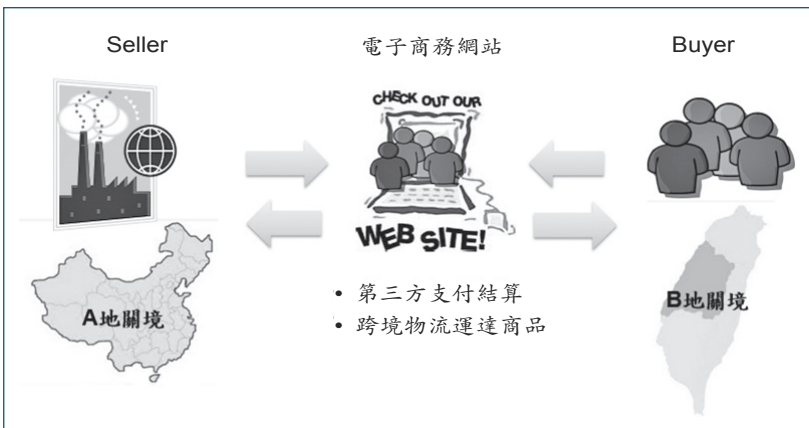 Seller
電子商務網站
Buyer
CHECK OUT OUR
WEB SITE!
A地關境
B地關境
• 第三方支付結算
• 跨境物流運達商品